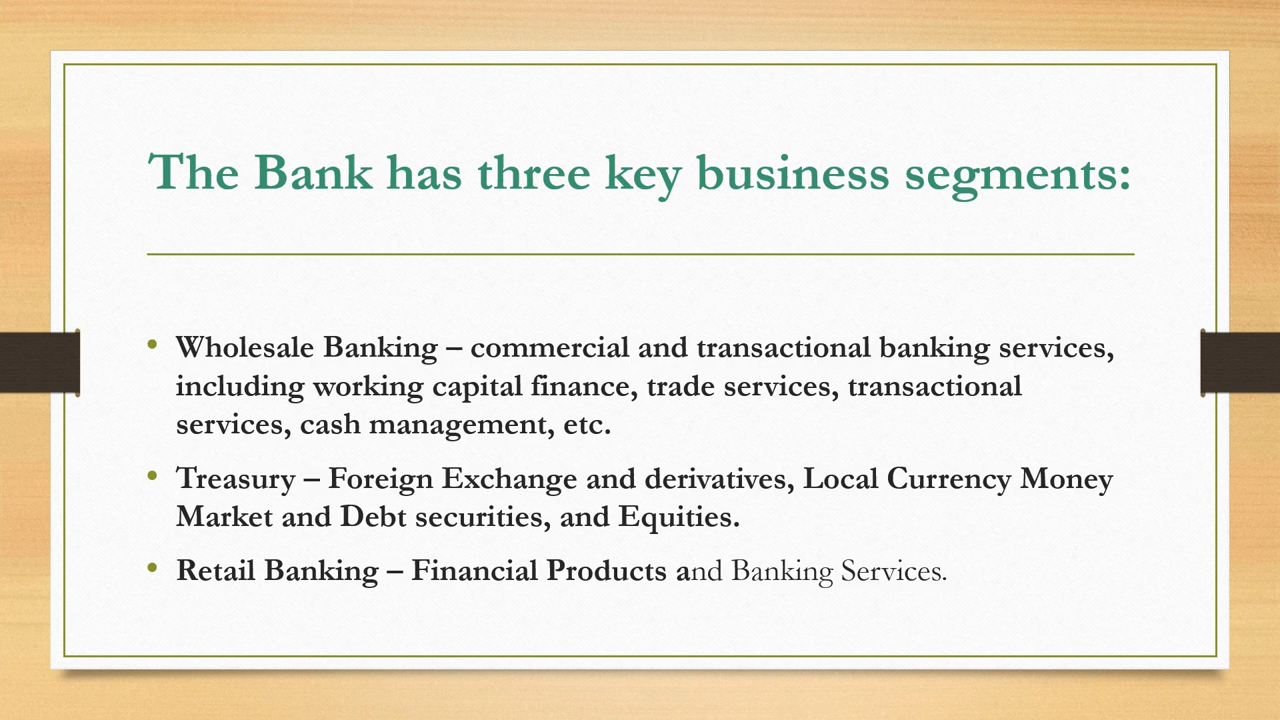 The Bank has three key business segments:
• Wholesale Banking – commercial and transactional banking services,
including working capital finance, trade services, transactional
services, cash management, etc.
• Treasury – Foreign Exchange and derivatives, Local Currency Money
Market and Debt securities, and Equities.
• Retail Banking – Financial Products and Banking Services.